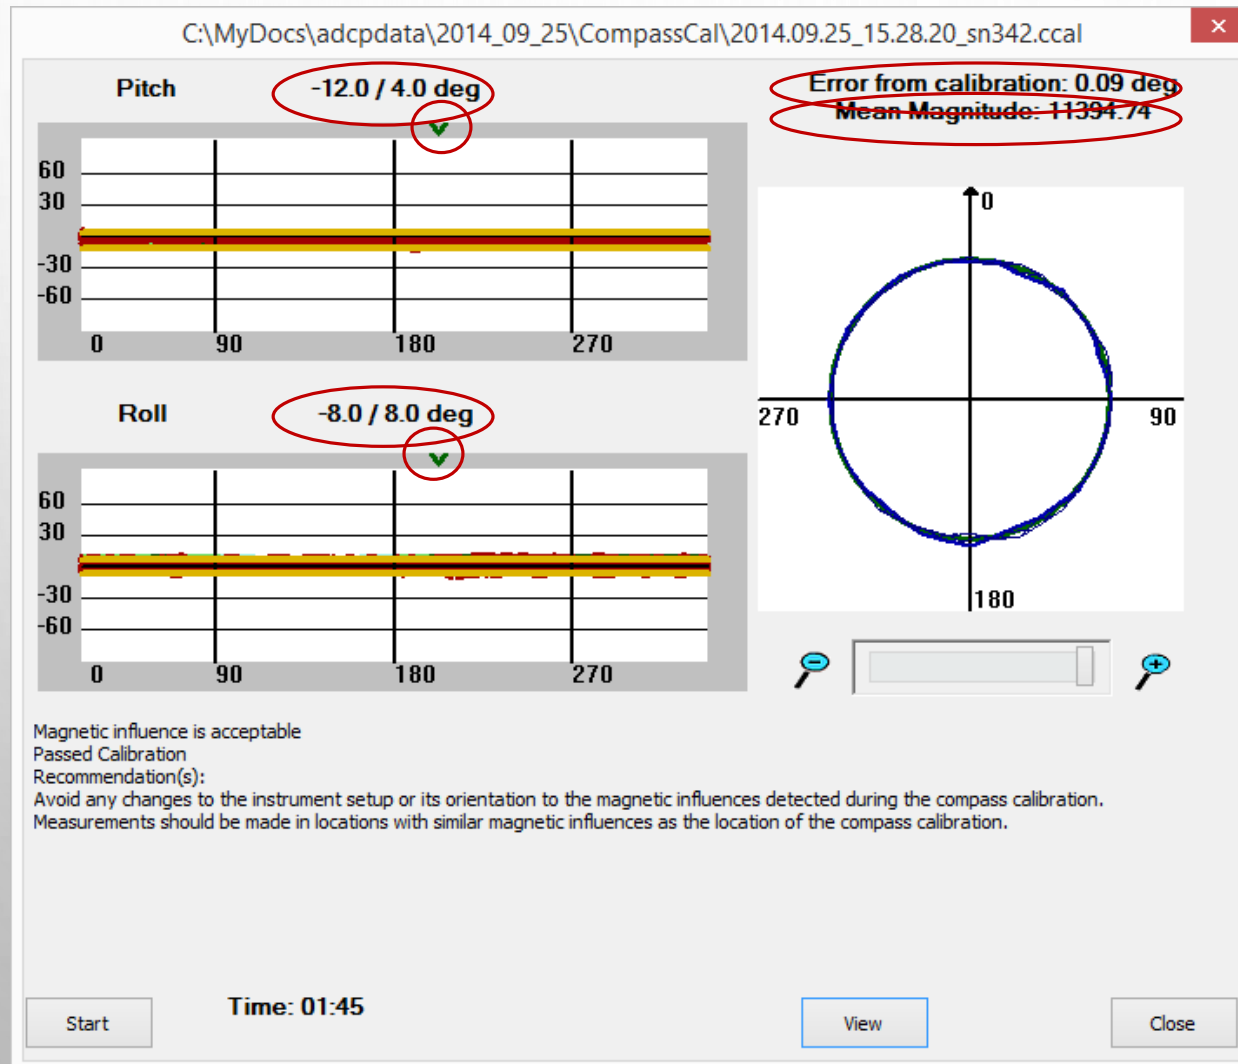 C:\MyDocs\adcpdata\2014_09_25\CompassCal\2014.09.25_15.28.20_sn342.ccal
Pitch -12.0 / 4.0 deg
60
30
-30
-60
0 90 180 270
Error from calibration: 0.09 deg
Mean Magnitude: 11394.74
0
270 90
180
Roll -8.0 / 8.0 deg
60
30
-30
-60
0 90 180 270
Magnetic influence is acceptable
Passed Calibration
Recommendation(s):
Avoid any changes to the instrument setup or its orientation to the magnetic influences detected during the compass calibration.
Measurements should be made in locations with similar magnetic influences as the location of the compass calibration.
Start Time: 01:45 View Close